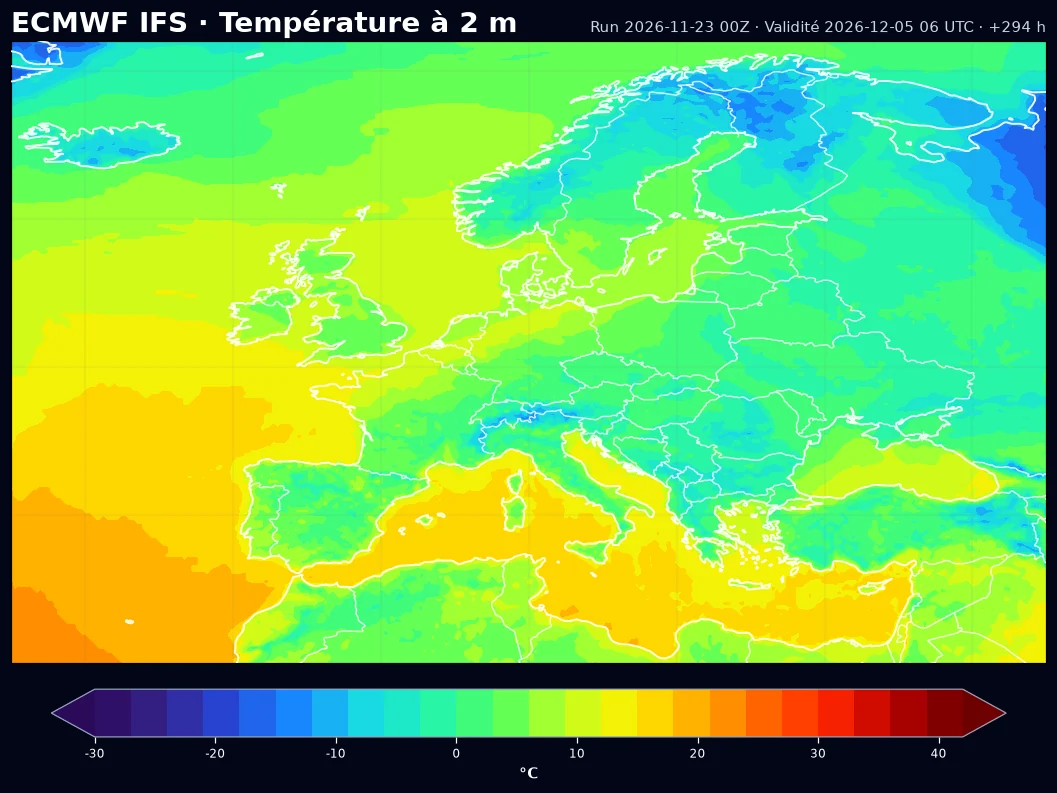 ECMWF IFS · Température à 2 m
Run 2026-11-23 00Z · Validité 2026-12-05 06 UTC · +294 h
-30 -20 -10 0 10 20 30 40
°C